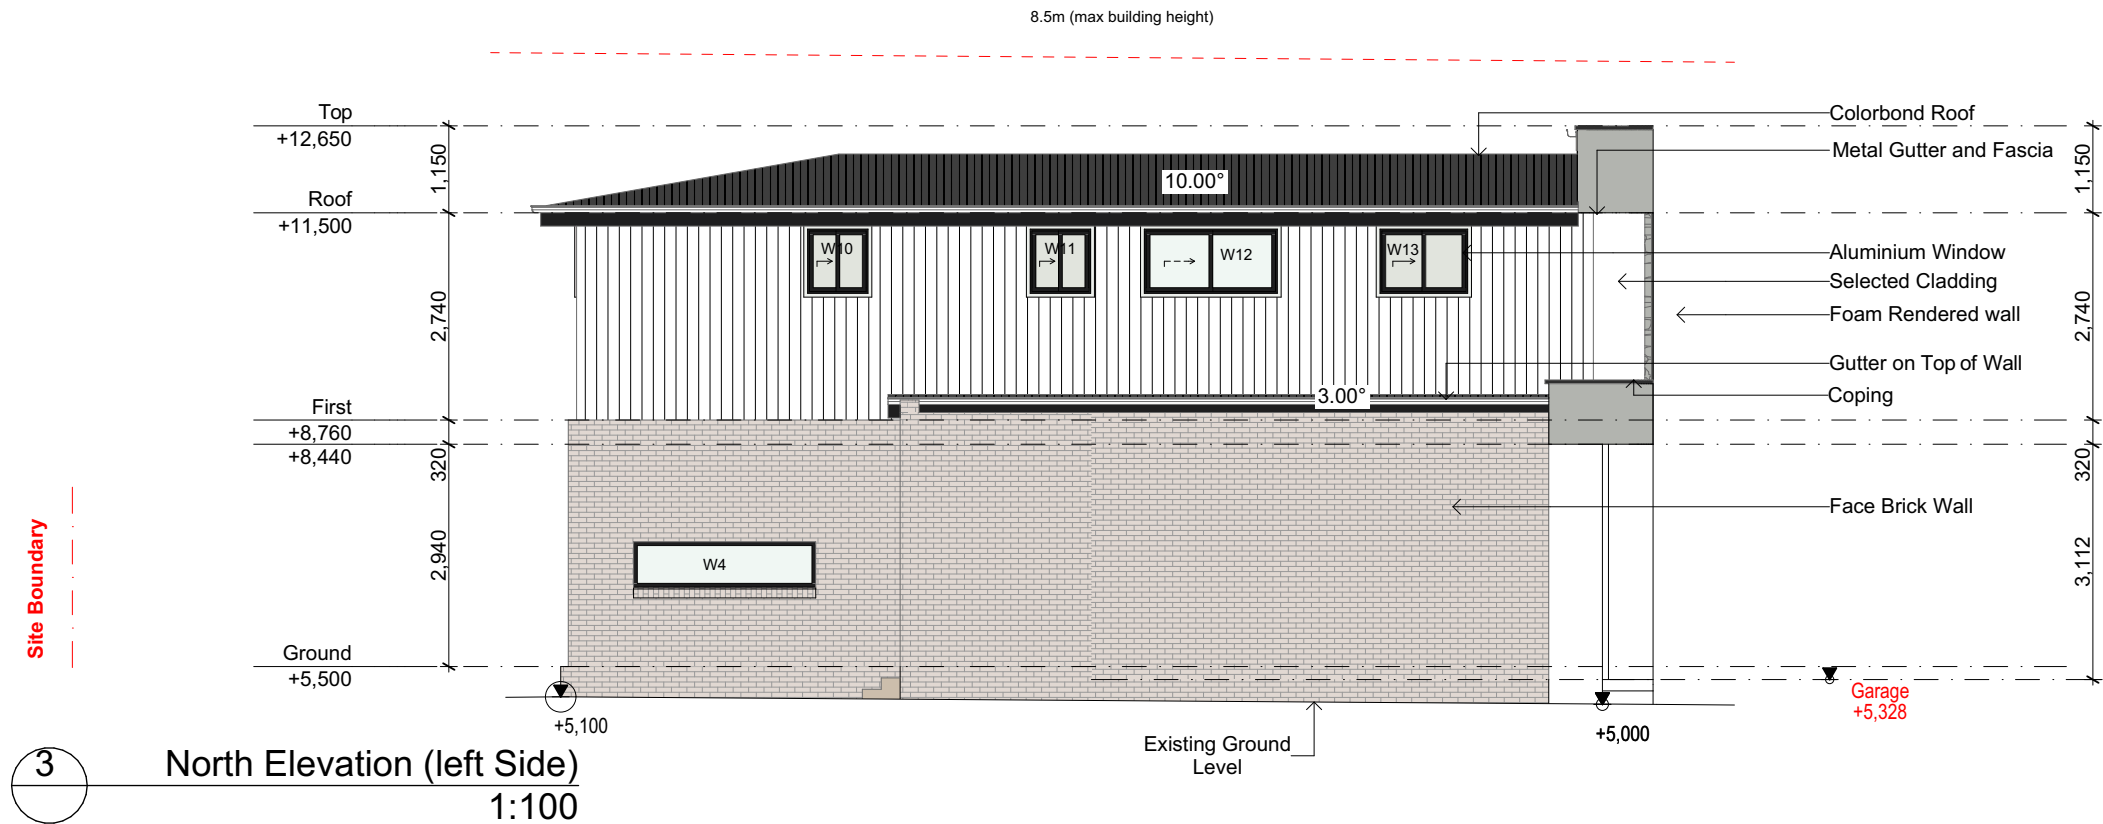 8.5m (max building height)
Top
+12,650
Roof
+11,500
First
+8,760
+8,440
Ground
+5,500
1,150
2,740
320
2,940
Site Boundary
10.00°
W10
W11
W12
W13
3.00°
W4
Colorbond Roof
Metal Gutter and Fascia
Aluminium Window
Selected Cladding
Foam Rendered wall
Gutter on Top of Wall
Coping
Face Brick Wall
1,150
2,740
320
3,112
Garage
+5,328
+5,100
+5,000
Existing Ground
Level
3
North Elevation (left Side)
1:100